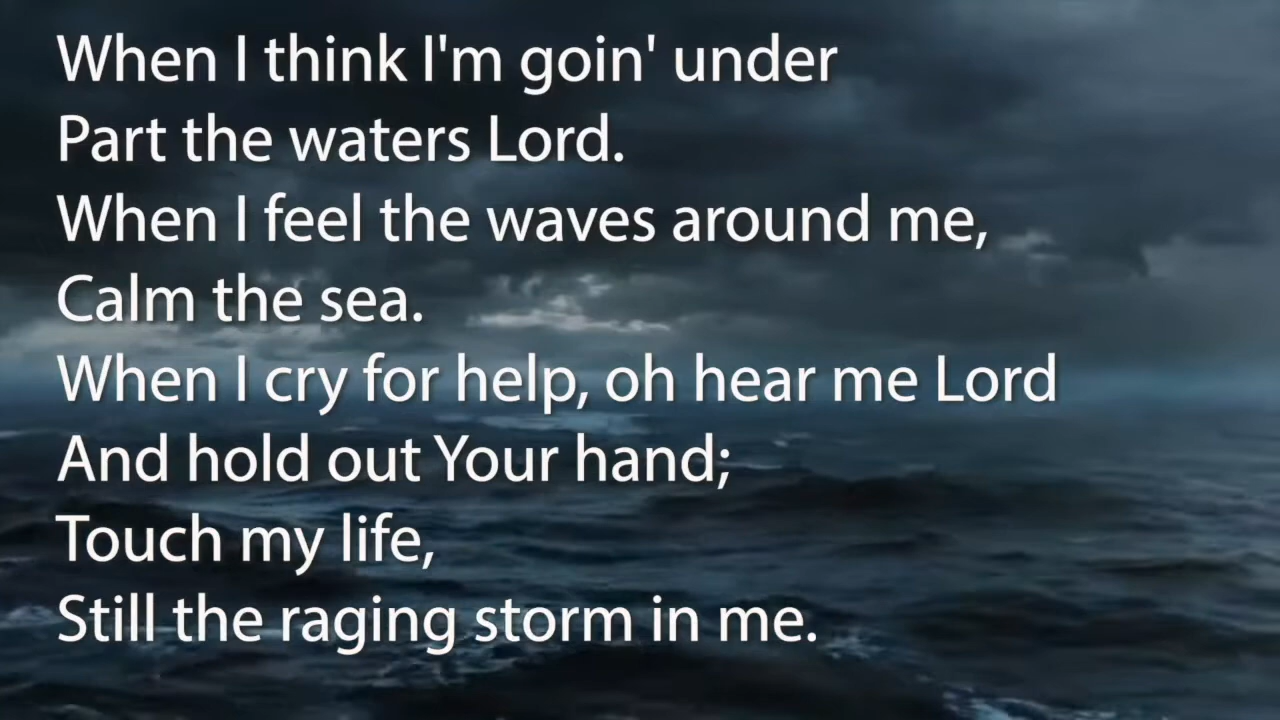 When I think I'm goin' under
Part the waters Lord.
When I feel the waves around me,
Calm the sea.
When I cry for help, oh hear me Lord
And hold out Your hand;
Touch my life,
Still the raging storm in me.